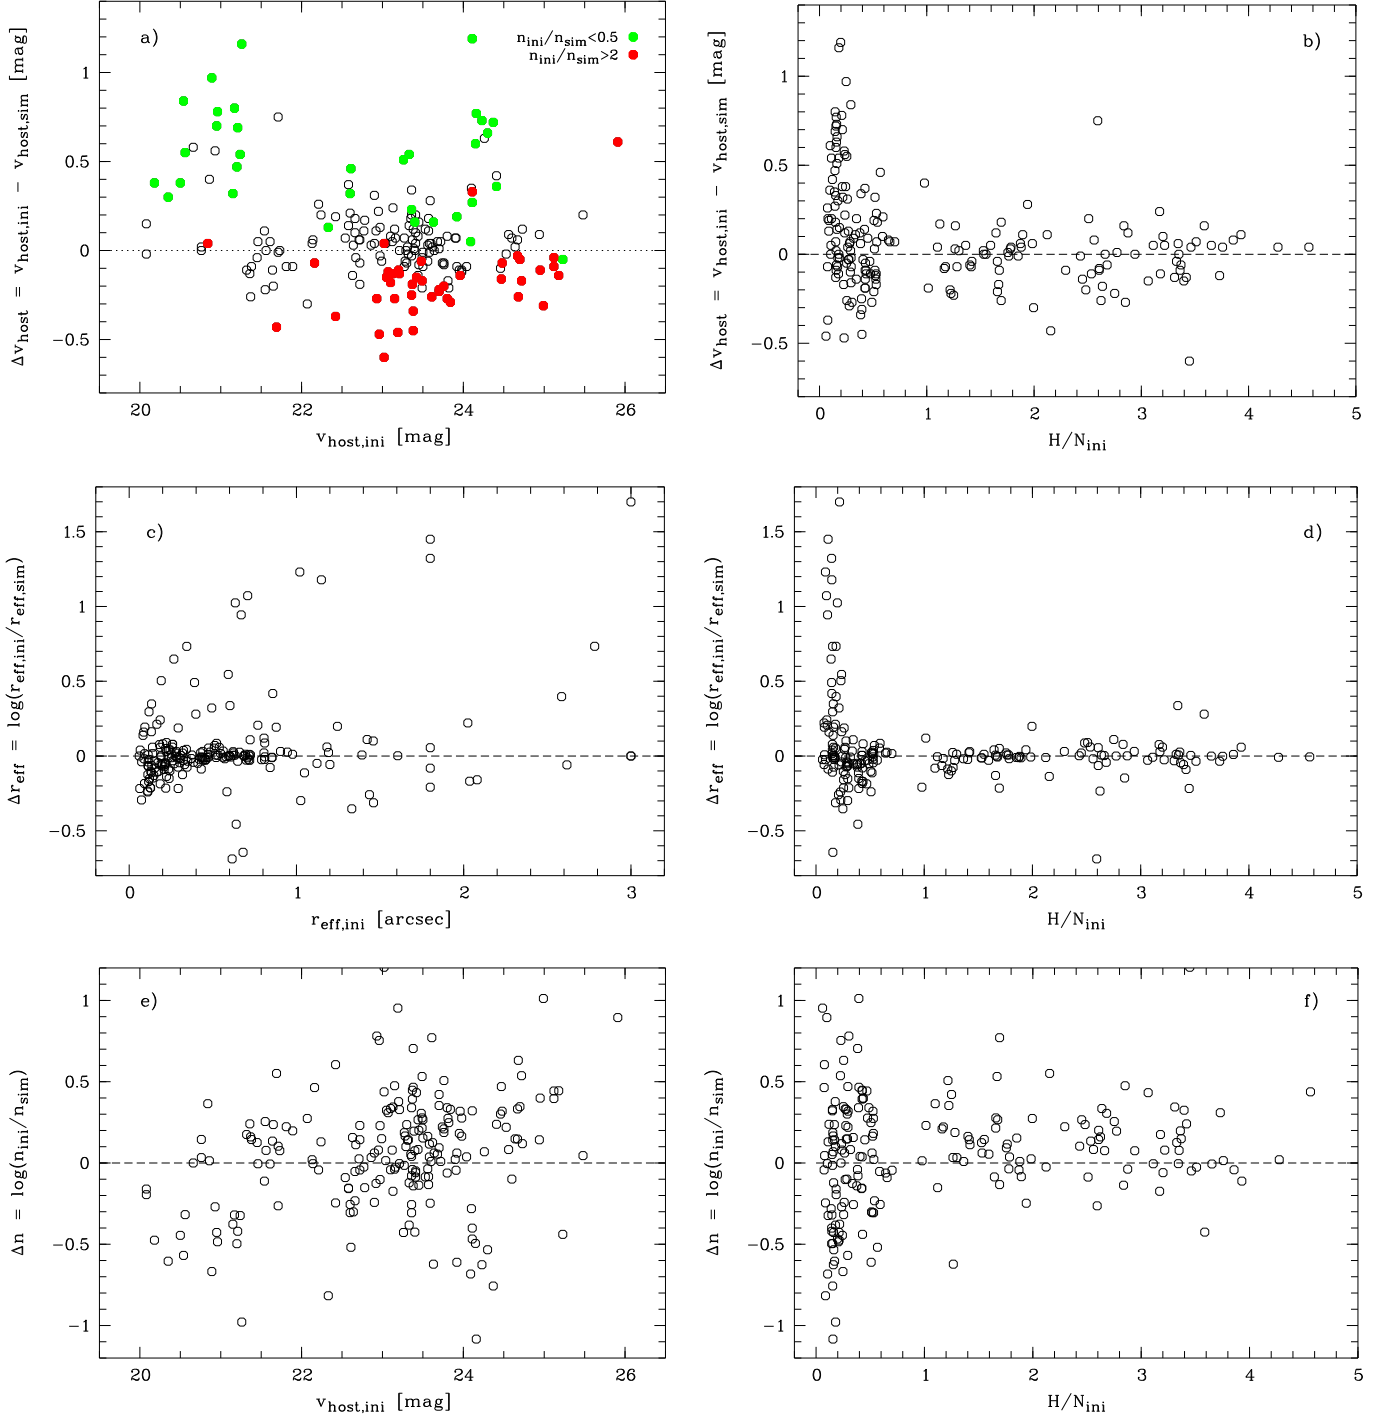 a)
n_ini/n_sim<0.5
n_ini/n_sim>2
1
0.5
0
−0.5
Δv_host = v_host,ini − v_host,sim [mag]
20
22
24
26
v_host,ini [mag]
b)
1
0.5
0
−0.5
Δv_host = v_host,ini − v_host,sim [mag]
0
1
2
3
4
5
H/N_ini
c)
1.5
1
0.5
0
−0.5
Δr_eff = log(r_eff,ini/r_eff,sim)
0
1
2
3
r_eff,ini [arcsec]
d)
1.5
1
0.5
0
−0.5
Δr_eff = log(r_eff,ini/r_eff,sim)
0
1
2
3
4
5
H/N_ini
e)
1
0.5
0
−0.5
−1
Δn = log(n_ini/n_sim)
20
22
24
26
v_host,ini [mag]
f)
1
0.5
0
−0.5
−1
Δn = log(n_ini/n_sim)
0
1
2
3
4
5
H/N_ini